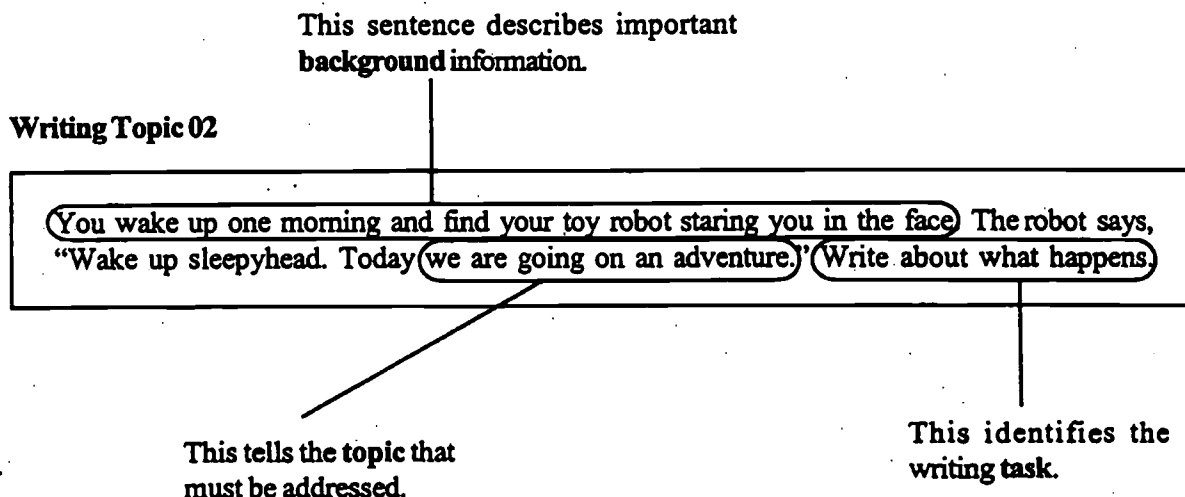 This sentence describes important
background information.
Writing Topic 02
You wake up one morning and find your toy robot staring you in the face. The robot says,
“Wake up sleepyhead. Today we are going on an adventure.” Write about what happens.
This tells the topic that
must be addressed.
This identifies the
writing task.